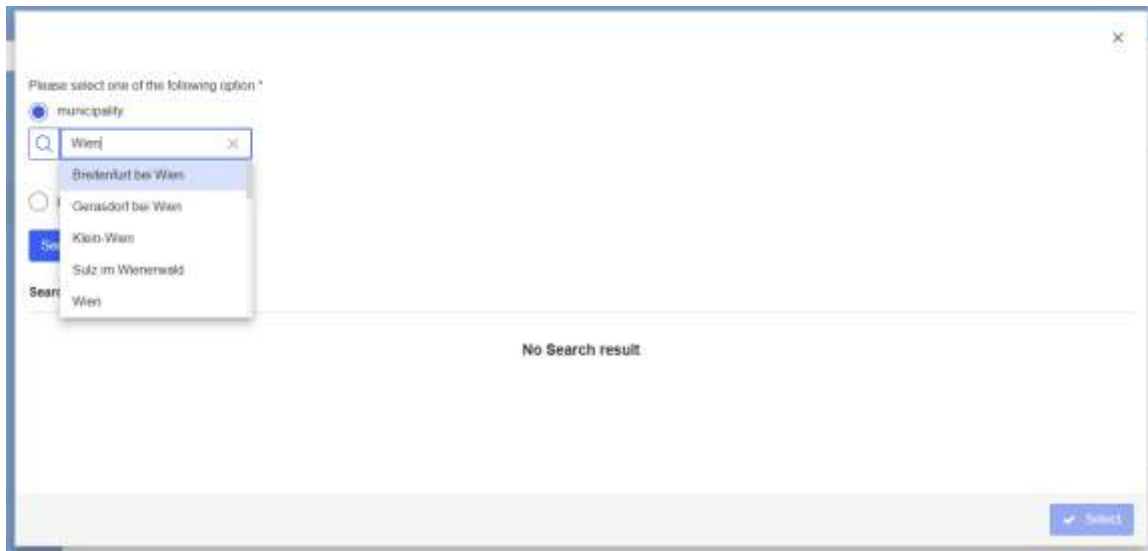 Please select one of the following option *
municipality
Wien
Breitenfurt bei Wien
Gerasdorf bei Wien
Klein-Wien
Sulz im Wienerwald
Wien
No Search result
Select